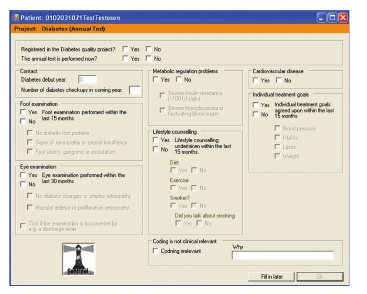 Patient: 0102031021TestTestesen
Project: Diabetes (Annual Test)
Registered in the Diabetes quality project? Yes No
The annual test is performed now? Yes No
Contact
Diabetes debut year: 0
Number of diabetes checkups in coming year:
Foot examination
Yes Foot examination performed within the
No last 15 months
No diabetic foot problem
Signs of neuropathy or arterial insufficiency
Foot ulcers, gangrene or amputation
Eye examination
Yes Eye examination performed within the
No last 30 months
No diabetic changes or simplex retinopathy
Macular edema or proliferative retinopathy
Tick if the examination is documented by
e.g. a discharge letter
Sentinel
Metabolic regulation problems
Yes No
Severe insulin resistance
Severe hypoglycaemia or
fluctuating blood sugar
Lifestyle counselling
Yes Lifestyle counselling
No undertaken within the last
15 months
Diet
Yes No
Exercise
Yes No
Smoker?
Yes No
Did you talk about smoking
Yes No
Cardiovascular disease
Yes No
Individual treatment goals
Yes Individual treatment goals
No agreed upon within the last
15 months
Blood pressure
HbA1c
Lipids
Weight
Coding is not clinical relevant
Codning irrelevant
Why
Fill in later
Ok